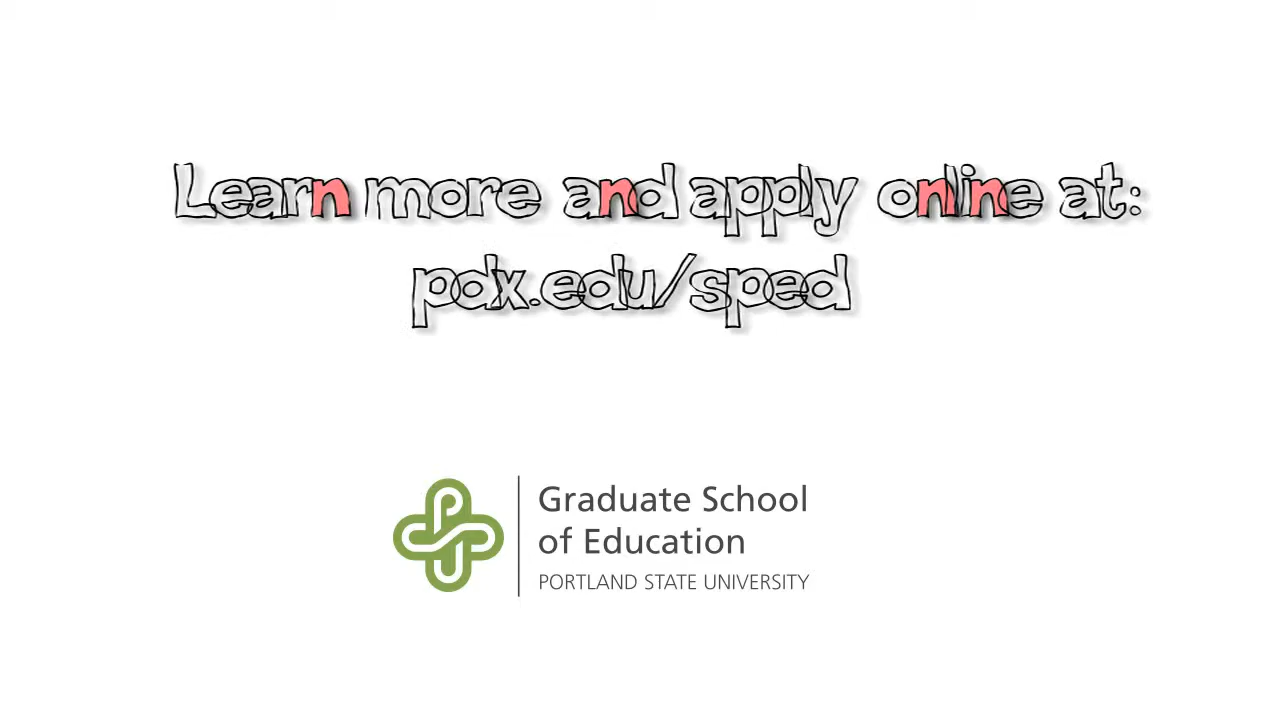 Learn more and apply online at:
pdx.edu/sped
Graduate School
of Education
PORTLAND STATE UNIVERSITY